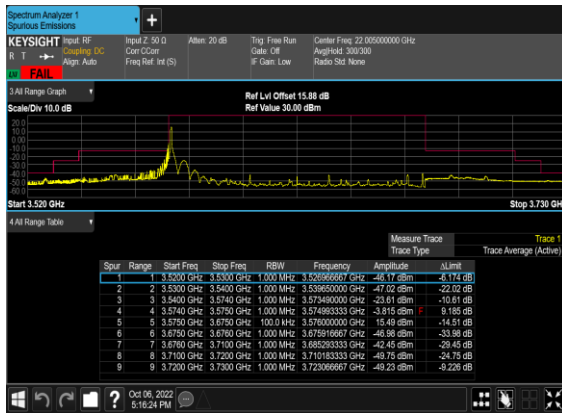 Spectrum Analyzer 1
Spurious Emissions
+
KEYSIGHT Input: RF Input Z: 50 Ω Atten: 20 dB Trig: Free Run Center Freq: 22.005000000 GHz
R T Coupling: DC Corr CCorr Gate: Off Avg|Hold: 300/300
Align: Auto Freq Ref: Int (S) IF Gain: Low Radio Std: None
LXI FAIL
3 All Range Graph Ref Lvl Offset 15.88 dB
Scale/Div 10.0 dB Ref Value 30.00 dBm
20.0
10.0
0.00
-10.0
-20.0
-30.0
-40.0
-50.0
-60.0
Start 3.520 GHz Stop 3.730 GH
4 All Range Table
Measure Trace Trace 1
Trace Type Trace Average (Active)
Spur Range Start Freq Stop Freq RBW Frequency Amplitude ΔLimit
1 1 3.5200 GHz 3.5300 GHz 1.000 MHz 3.526966667 GHz -46.17 dBm -6.174 dB
2 2 3.5300 GHz 3.5400 GHz 1.000 MHz 3.539650000 GHz -47.02 dBm -22.02 dB
3 3 3.5400 GHz 3.5740 GHz 1.000 MHz 3.573490000 GHz -23.61 dBm -10.61 dB
4 4 3.5740 GHz 3.5750 GHz 1.000 MHz 3.574993333 GHz -3.815 dBm F 9.185 dB
5 5 3.5750 GHz 3.6750 GHz 100.0 kHz 3.576000000 GHz 15.49 dBm -14.51 dB
6 6 3.6750 GHz 3.6760 GHz 1.000 MHz 3.675916667 GHz -46.98 dBm -33.98 dB
7 7 3.6760 GHz 3.7100 GHz 1.000 MHz 3.685293333 GHz -42.45 dBm -29.45 dB
8 8 3.7100 GHz 3.7200 GHz 1.000 MHz 3.710183333 GHz -49.75 dBm -24.75 dB
9 9 3.7200 GHz 3.7300 GHz 1.000 MHz 3.723066667 GHz -49.23 dBm -9.226 dB
? Oct 06, 2022
5:16:24 PM